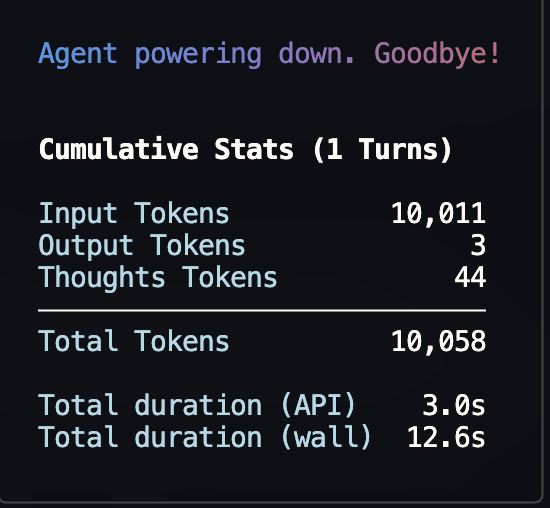 Agent powering down. Goodbye!
Cumulative Stats (1 Turns)
Input Tokens 10,011
Output Tokens 3
Thoughts Tokens 44
Total Tokens 10,058
Total duration (API) 3.0s
Total duration (wall) 12.6s